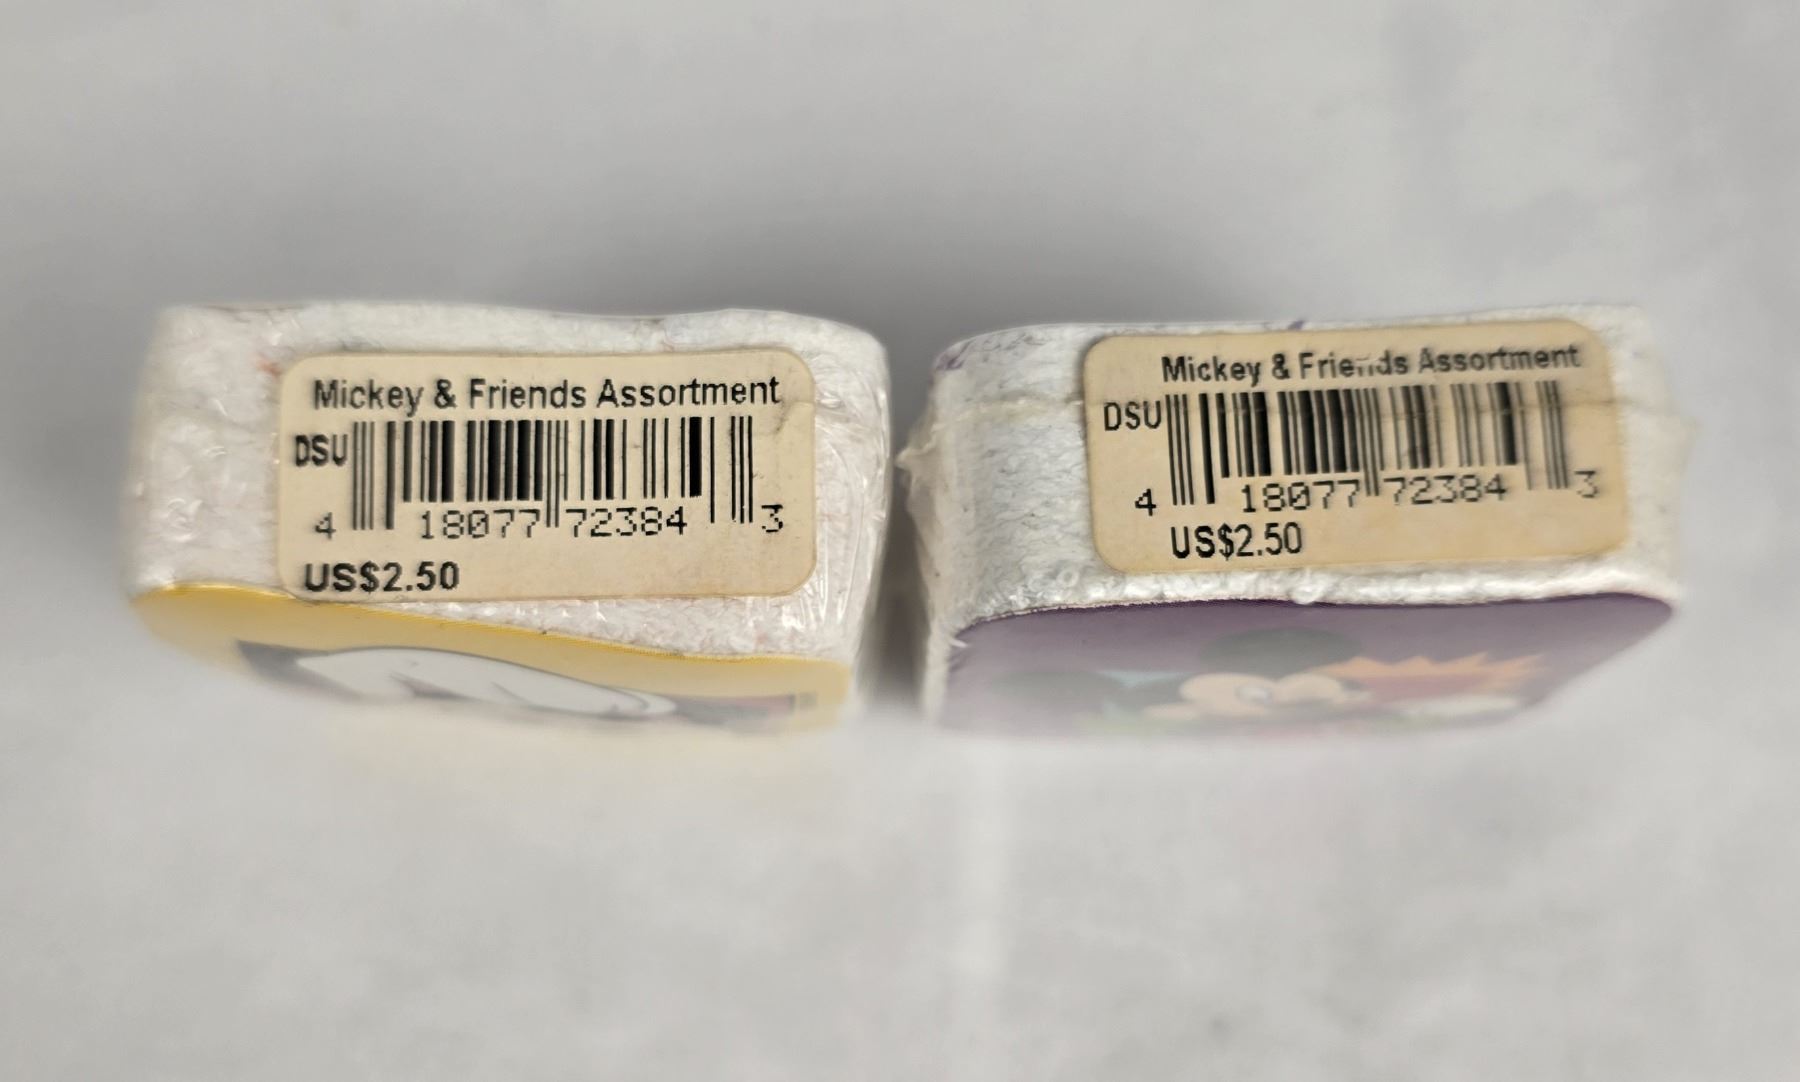 Mickey & Friends Assortment
DSU
4 18077 72384 3
US$2.50
Mickey & Friends Assortment
DSU
4 18077 72384 3
US$2.50